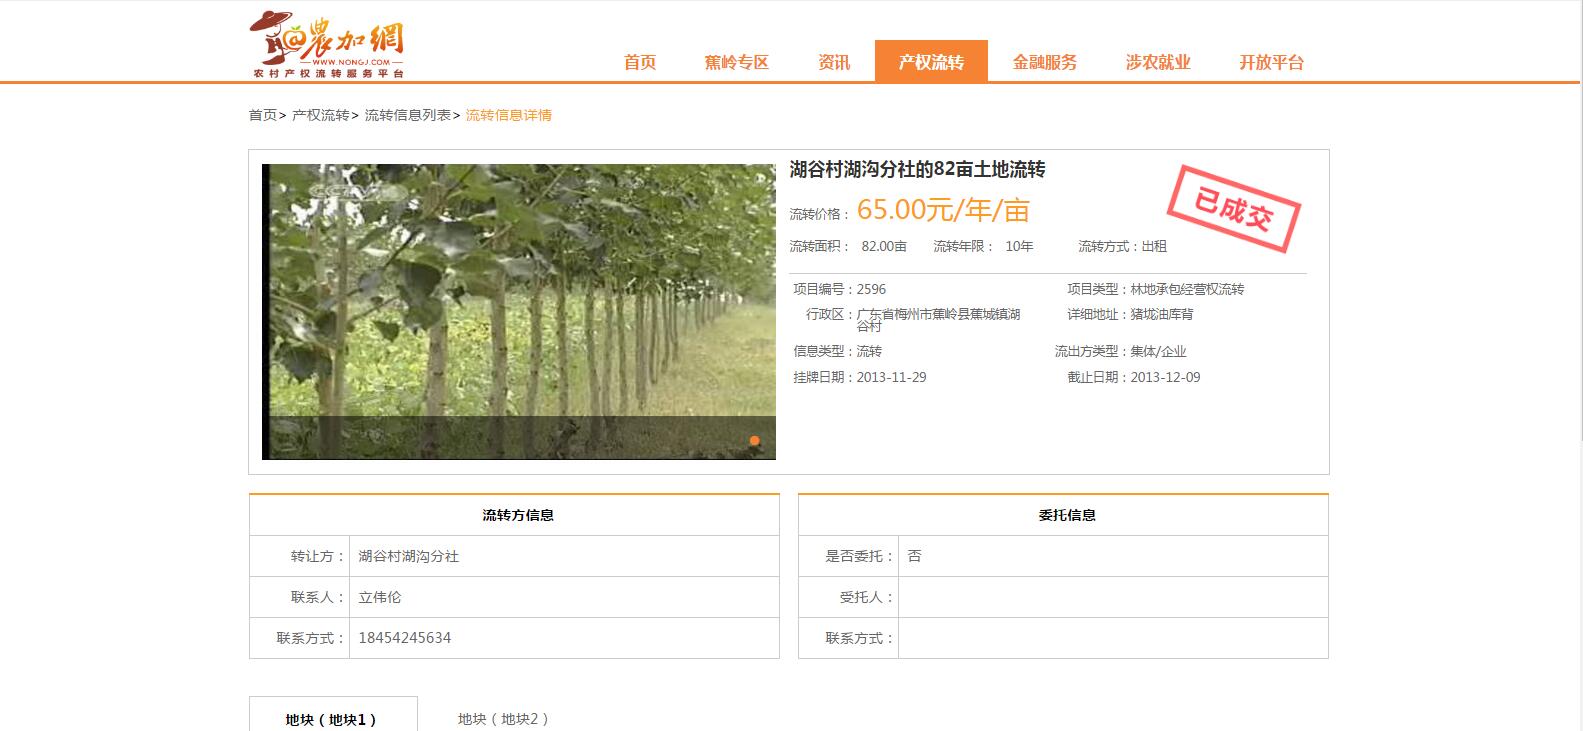 農加網
WWW.NONGJ.COM
农村产权流转服务平台
首页 蕉岭专区 资讯 产权流转 金融服务 涉农就业 开放平台
首页> 产权流转> 流转信息列表> 流转信息详情
CCTV
湖谷村湖沟分社的82亩土地流转
已成交
流转价格： 65.00元/年/亩
流转面积： 82.00亩 流转年限： 10年 流转方式：出租
项目编号：2596 项目类型：林地承包经营权流转
行政区：广东省梅州市蕉岭县蕉城镇湖
谷村
详细地址：猪垅油库背
信息类型：流转 流出方类型：集体/企业
挂牌日期：2013-11-29 截止日期：2013-12-09
流转方信息
转让方： 湖谷村湖沟分社
联系人： 立伟伦
联系方式： 18454245634
委托信息
是否委托： 否
受托人：
联系方式：
地块（地块1） 地块（地块2）